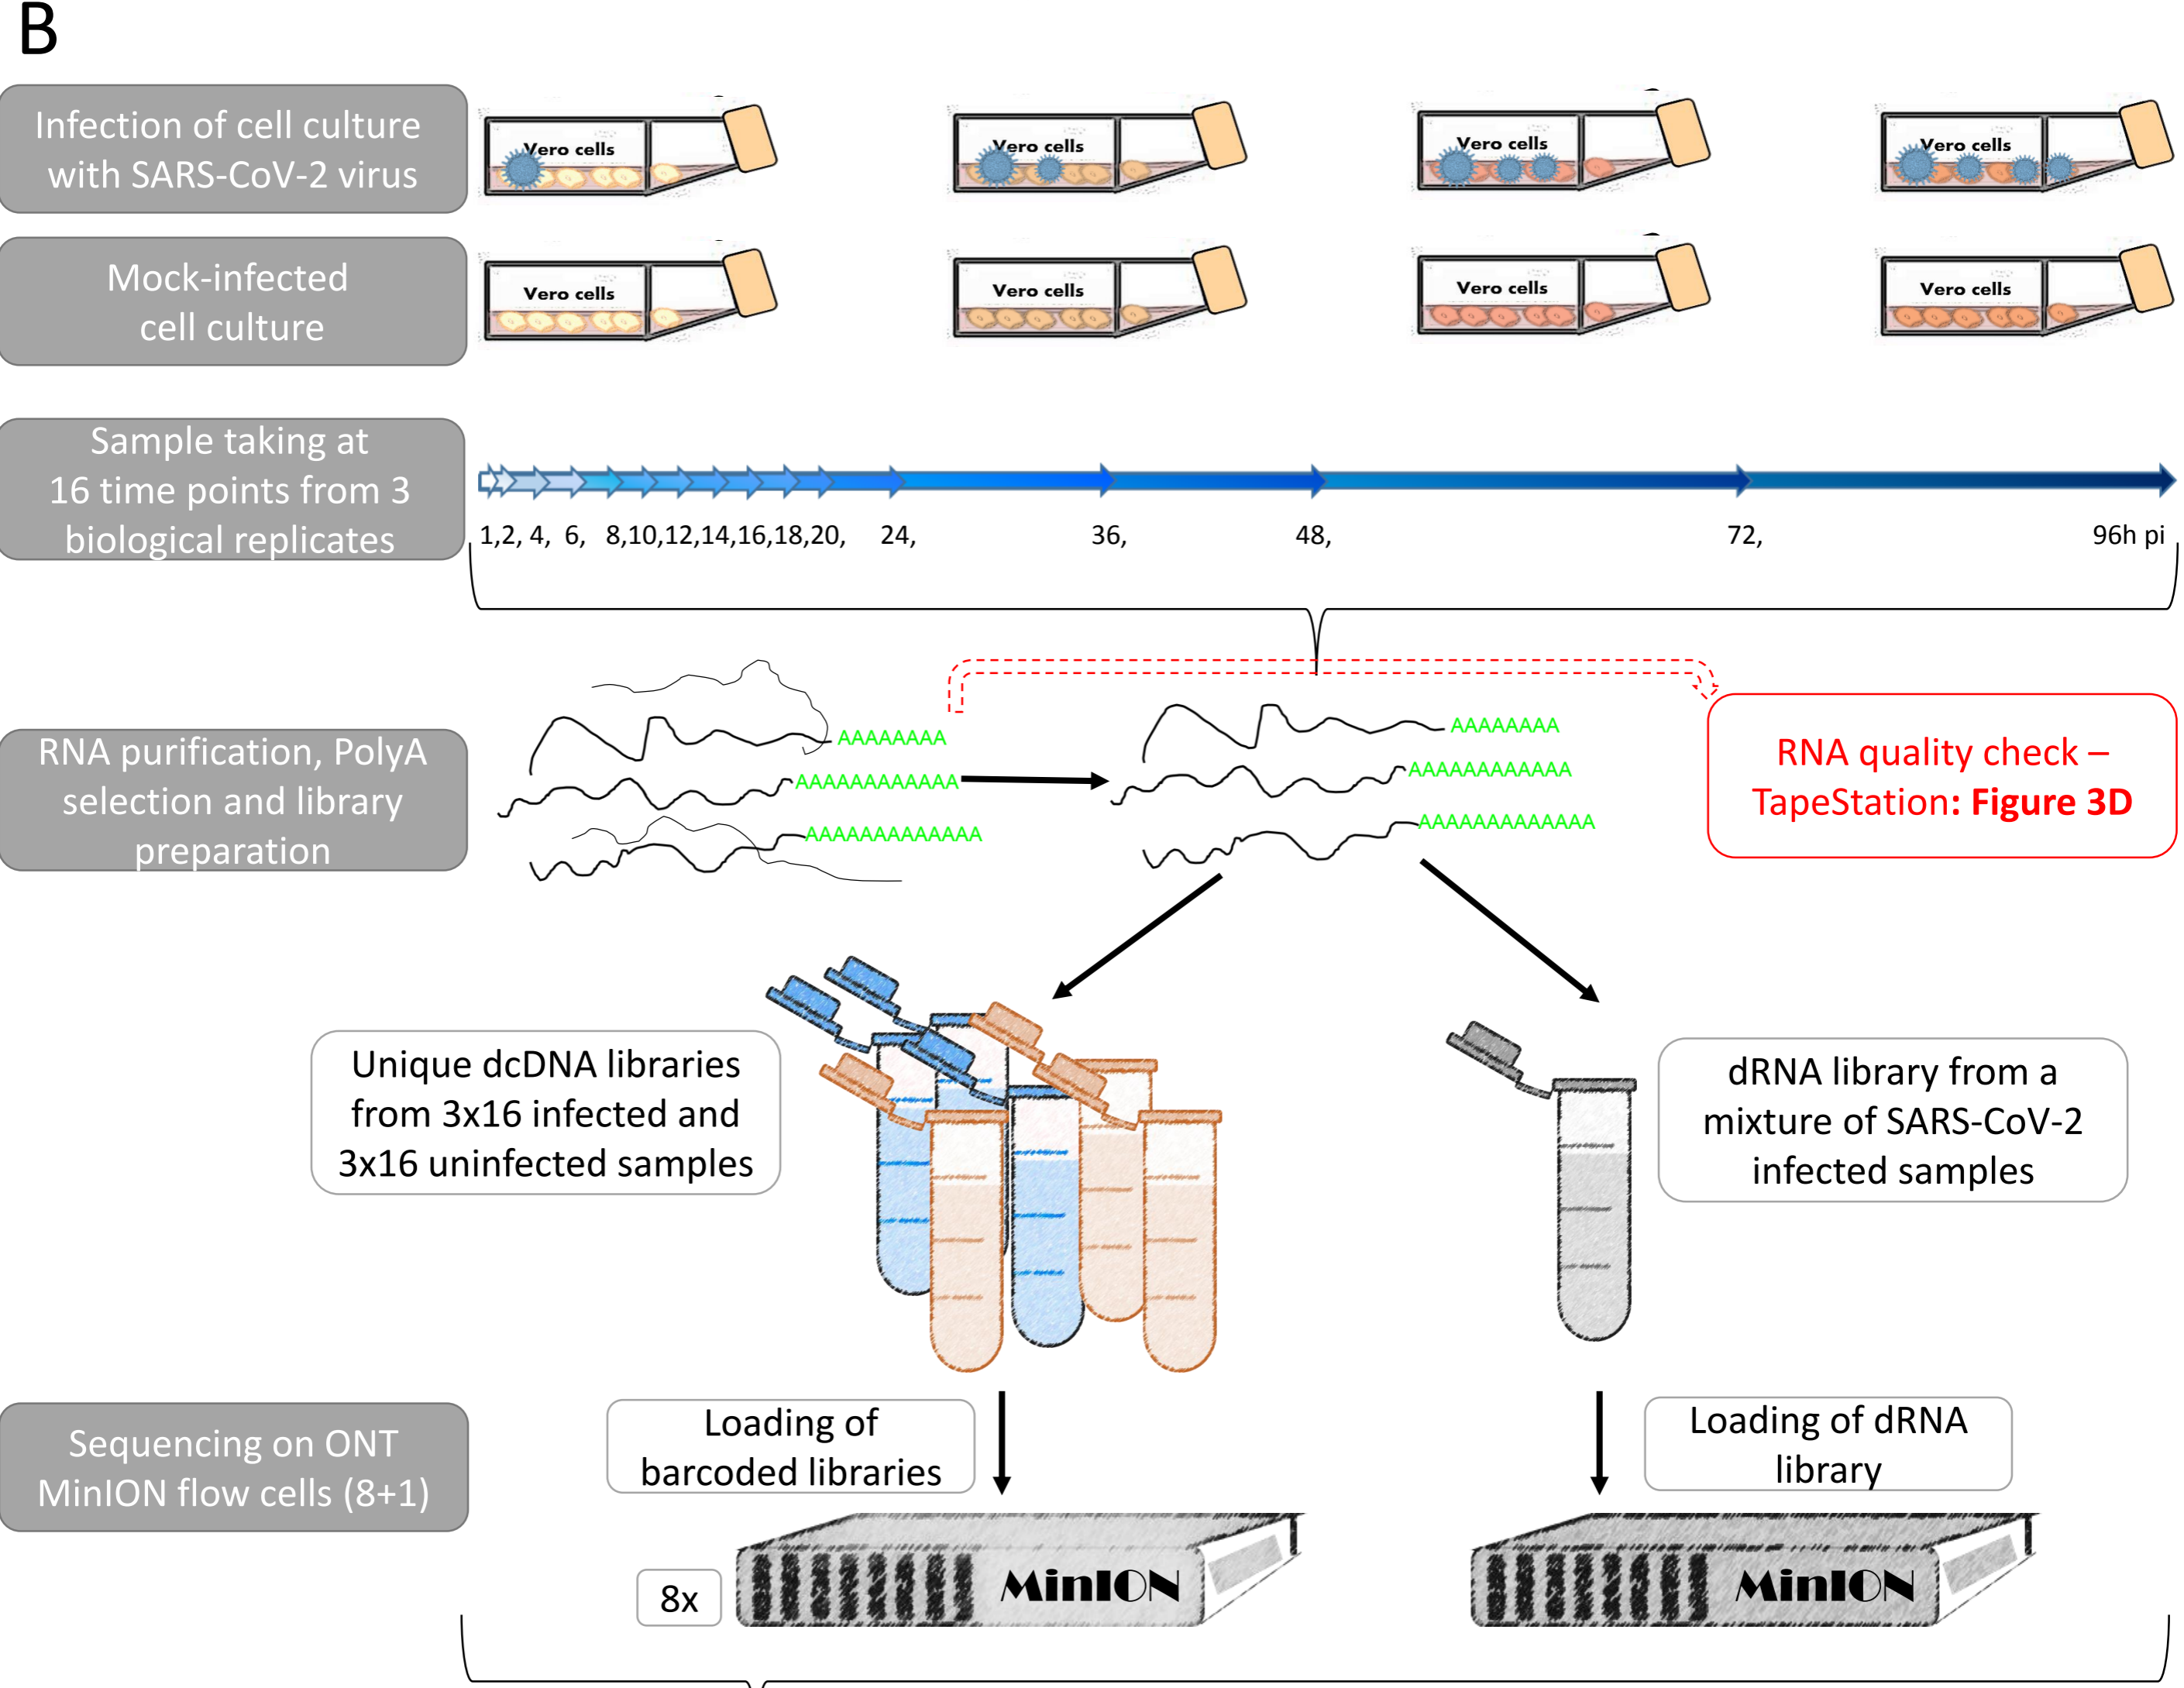 B
Infection of cell culture
with SARS-CoV-2 virus
Vero cells
Vero cells
Vero cells
Vero cells
Mock-infected
cell culture
Vero cells
Vero cells
Vero cells
Vero cells
Sample taking at
16 time points from 3
biological replicates
1,2, 4, 6, 8,10,12,14,16,18,20, 24, 36, 48, 72, 96h pi
RNA purification, PolyA
selection and library
preparation
AAAAAAAA
AAAAAAAAAAAA
AAAAAAAAAAAAA
AAAAAAAA
AAAAAAAAAAAA
AAAAAAAAAAAAA
RNA quality check –
TapeStation: Figure 3D
Unique dcDNA libraries
from 3x16 infected and
3x16 uninfected samples
dRNA library from a
mixture of SARS-CoV-2
infected samples
Sequencing on ONT
MinION flow cells (8+1)
Loading of
barcoded libraries
Loading of dRNA
library
8x
MinION
MinION